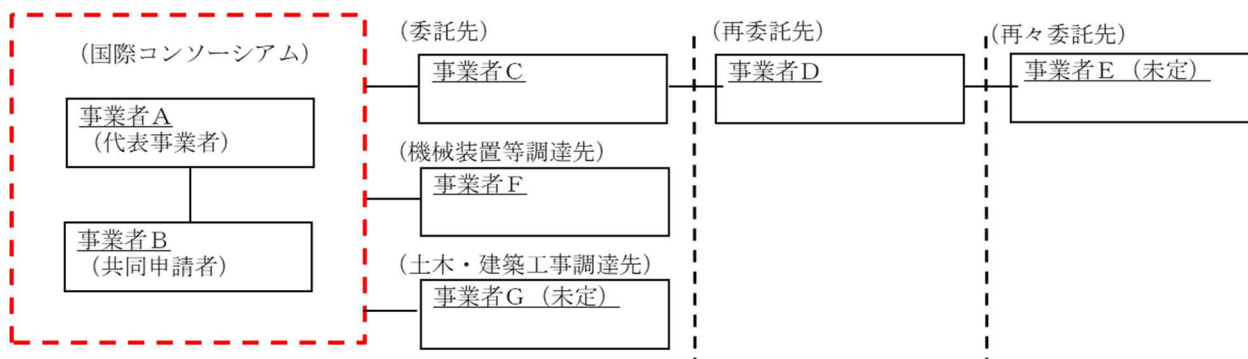 (国際コンソーシアム)
事業者A
(代表事業者)
事業者B
(共同申請者)
(委託先)
事業者C
(再委託先)
事業者D
(再々委託先)
事業者E(未定)
(機械装置等調達先)
事業者F
(土木・建築工事調達先)
事業者G(未定)